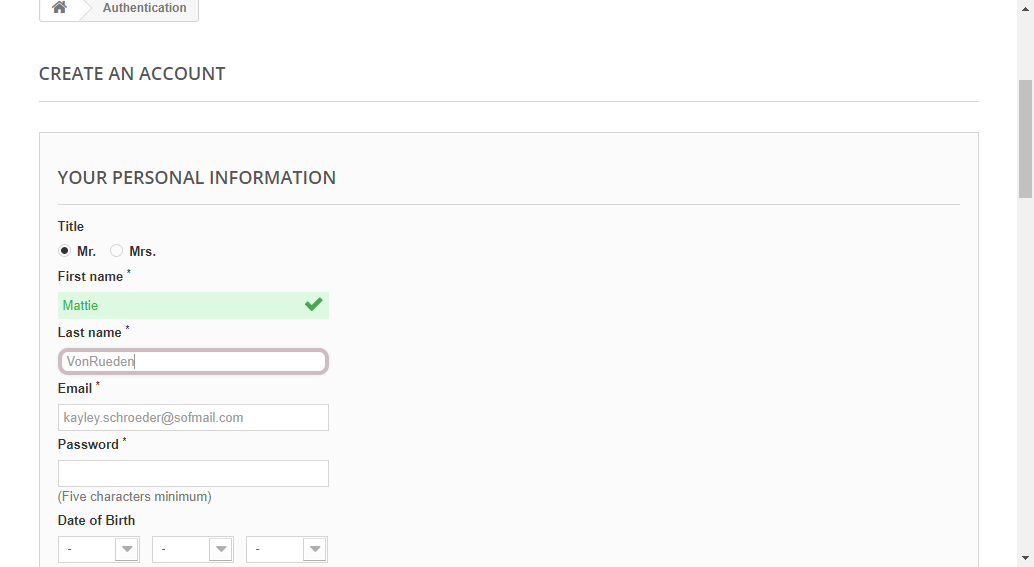 Authentication
CREATE AN ACCOUNT
YOUR PERSONAL INFORMATION
Title
Mr. Mrs.
First name *
Mattie
Last name *
VonRueden
Email *
kayley.schroeder@sofmail.com
Password *
(Five characters minimum)
Date of Birth
- - -